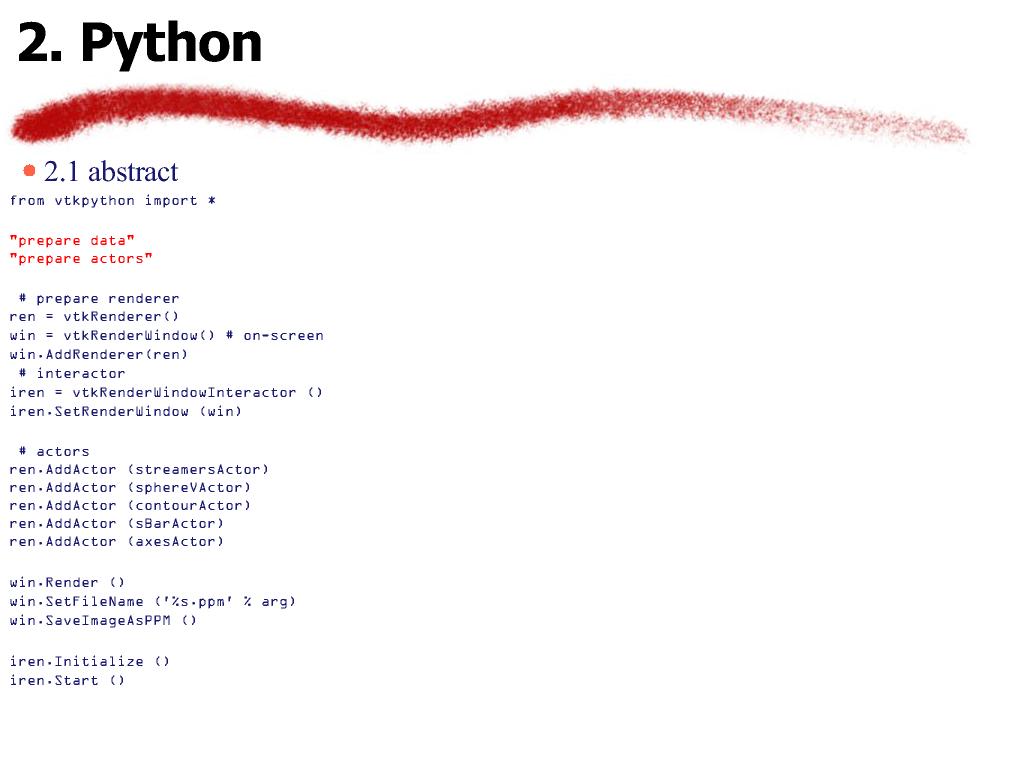 2. Python
2.1 abstract
from vtkpython import *
"prepare data"
"prepare actors"
# prepare renderer
ren = vtkRenderer()
win = vtkRenderWindow() # on-screen
win.AddRenderer(ren)
# interactor
iren = vtkRenderWindowInteractor ()
iren.SetRenderWindow (win)
# actors
ren.AddActor (streamersActor)
ren.AddActor (sphereVActor)
ren.AddActor (contourActor)
ren.AddActor (sBarActor)
ren.AddActor (axesActor)
win.Render ()
win.SetFileName ('%s.ppm' % arg)
win.SaveImageAsPPM ()
iren.Initialize ()
iren.Start ()